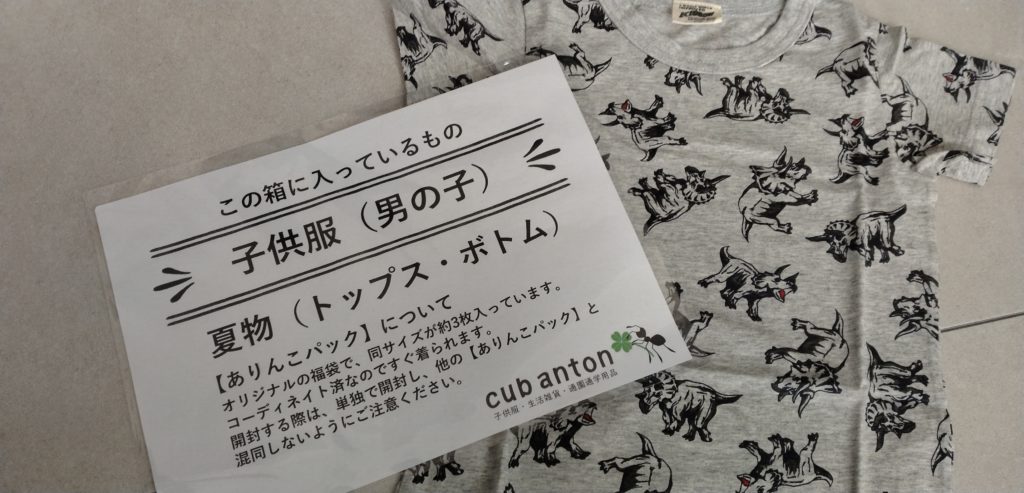 この箱に入っているもの
子供服（男の子）
夏物（トップス・ボトム）
【ありんこパック】について
オリジナルの福袋で、同サイズが約3枚入っています。
コーディネイト済なのですぐ着られます。
開封する際は、単独で開封し、他の【ありんこパック】と
混同しないようにご注意ください。
cub anton
子供服・生活雑貨・通園通学用品